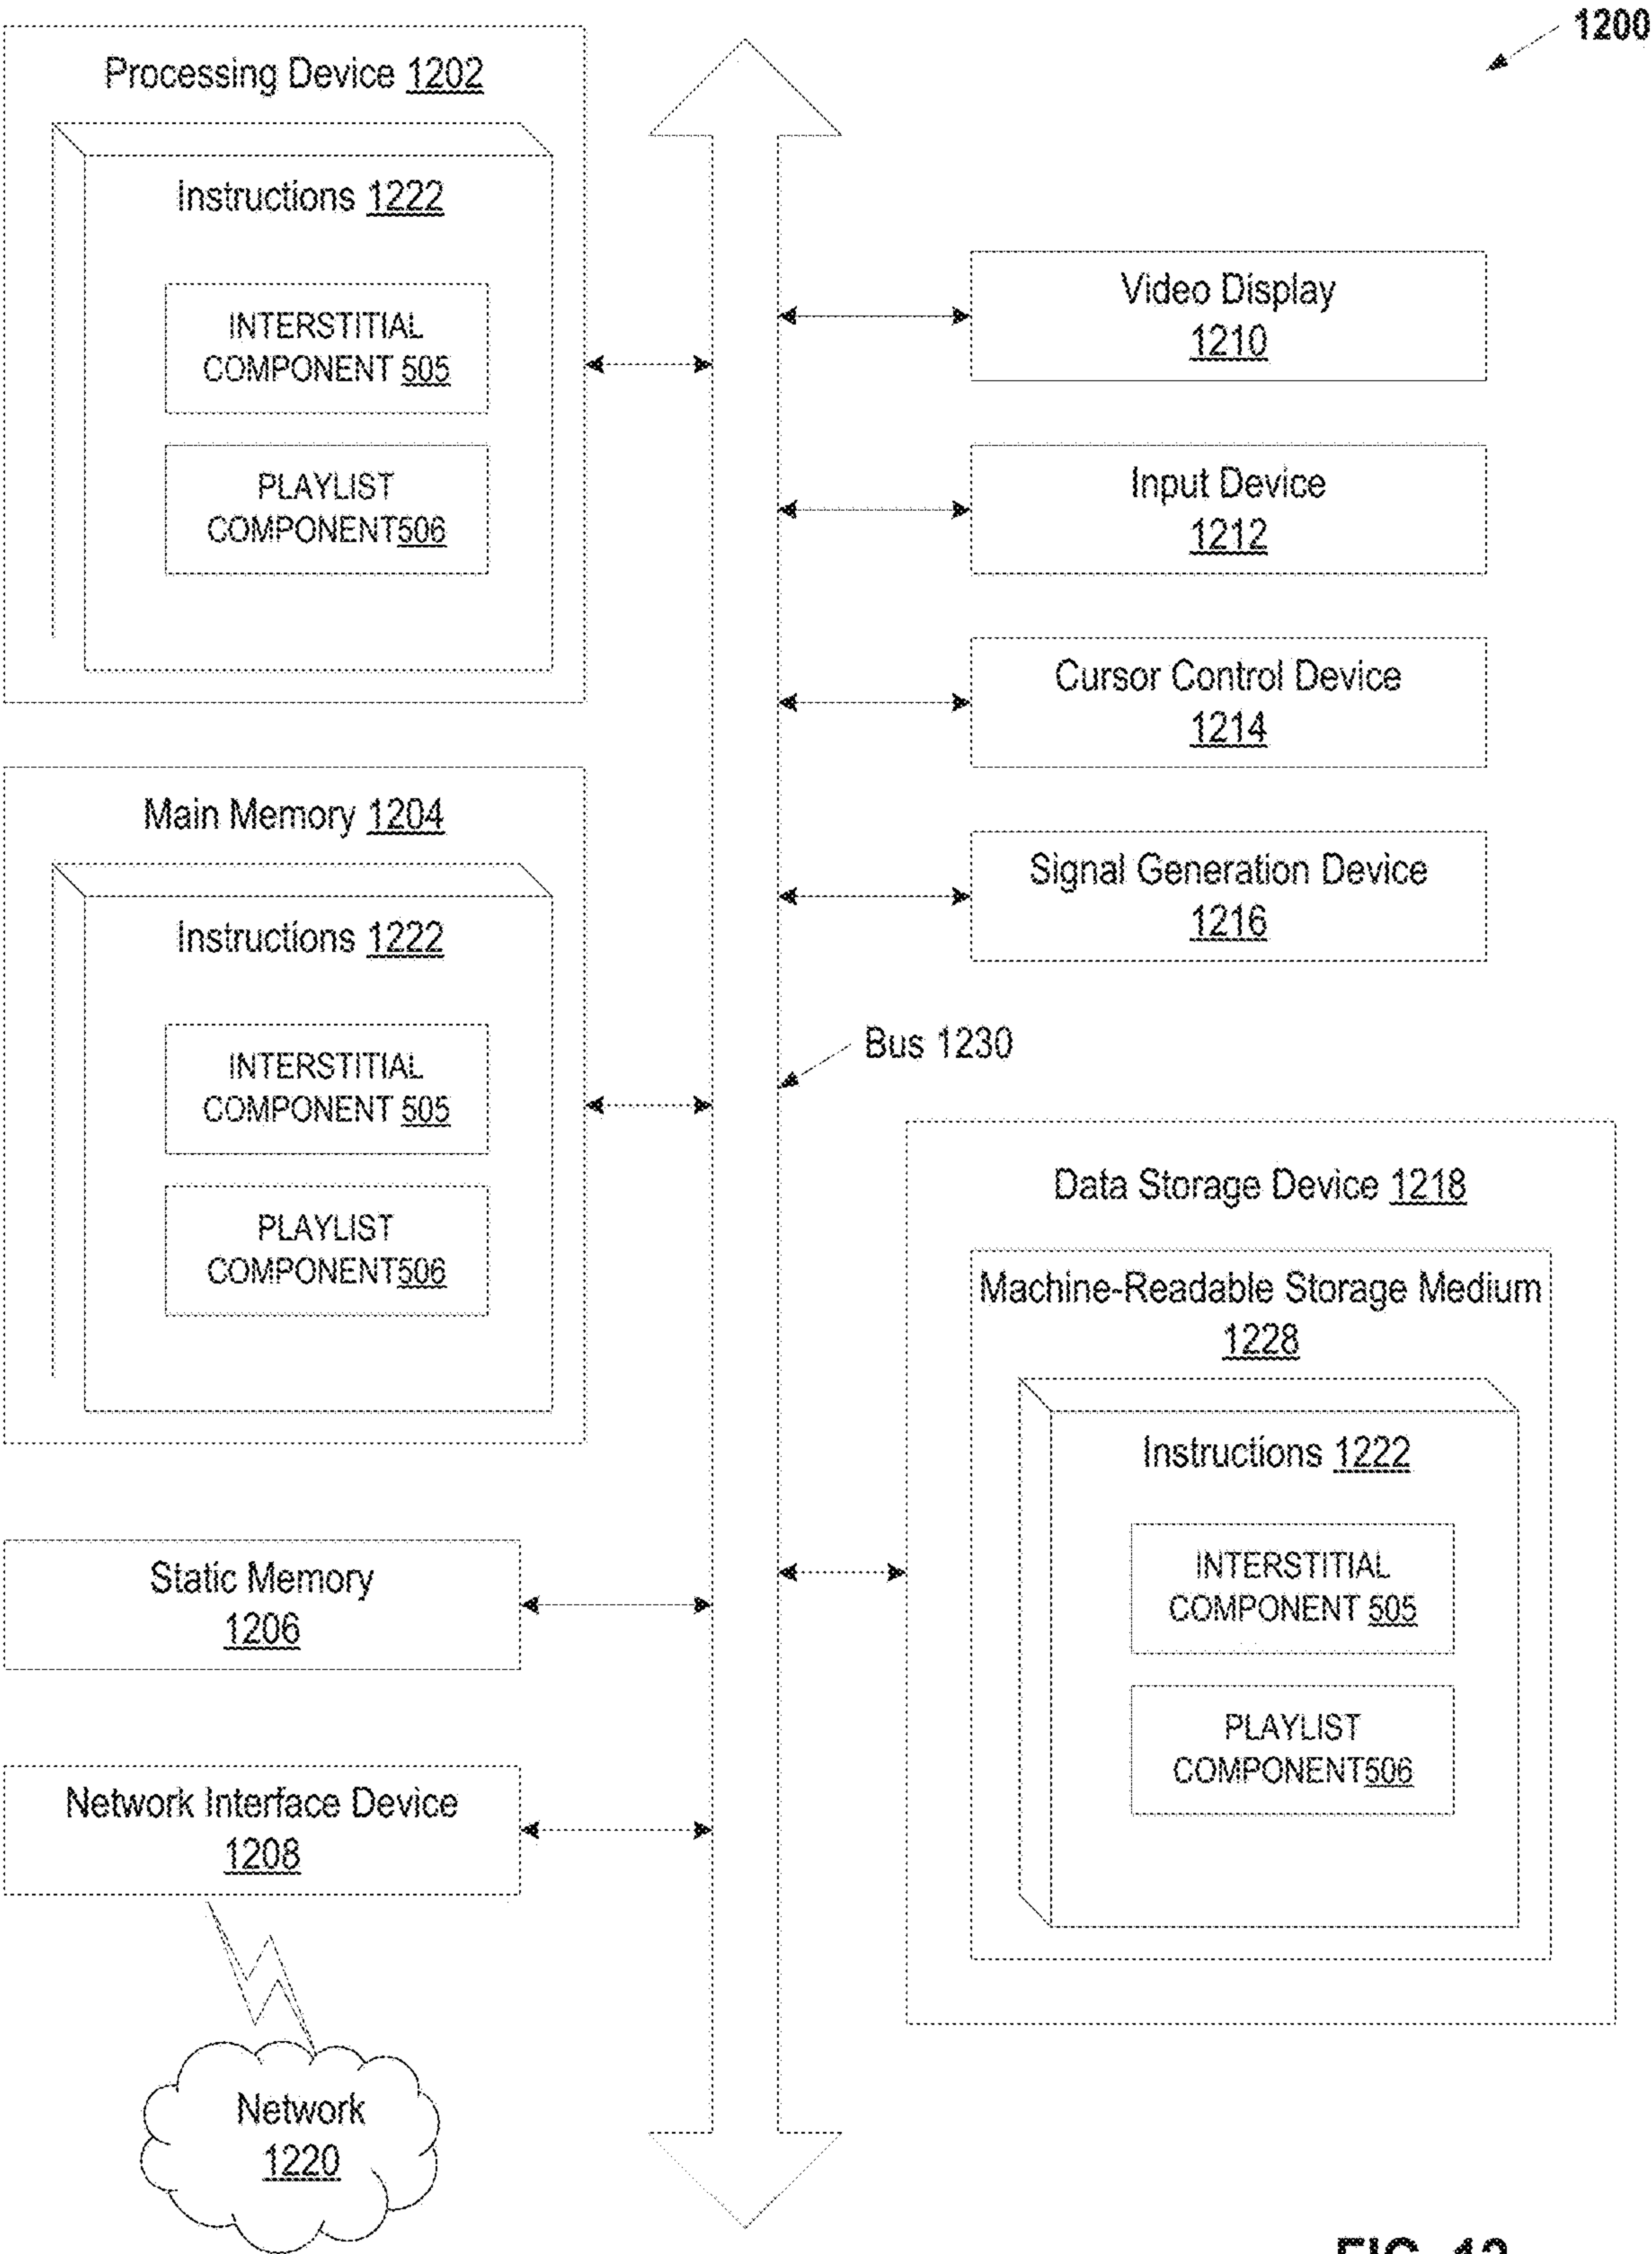 1200
Processing Device 1202
Instructions 1222
INTERSTITIAL
COMPONENT 505
PLAYLIST
COMPONENT506
Main Memory 1204
Instructions 1222
INTERSTITIAL
COMPONENT 505
PLAYLIST
COMPONENT506
Static Memory
1206
Network Interface Device
1208
Network
1220
Video Display
1210
Input Device
1212
Cursor Control Device
1214
Signal Generation Device
1216
Bus 1230
Data Storage Device 1218
Machine-Readable Storage Medium
1228
Instructions 1222
INTERSTITIAL
COMPONENT 505
PLAYLIST
COMPONENT506
FIG.